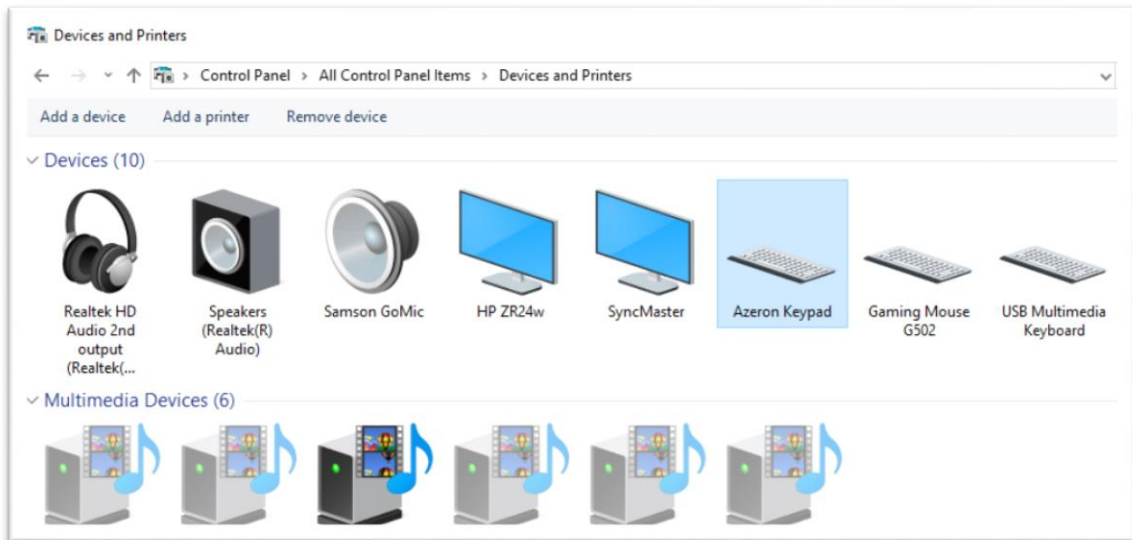 Devices and Printers
Control Panel > All Control Panel Items > Devices and Printers
Add a device Add a printer Remove device
Devices (10)
Realtek HD
Audio 2nd
output
(Realtek(...
Speakers
(Realtek(R)
Audio)
Samson GoMic
HP ZR24w
SyncMaster
Azeron Keypad
Gaming Mouse
G502
USB Multimedia
Keyboard
Multimedia Devices (6)